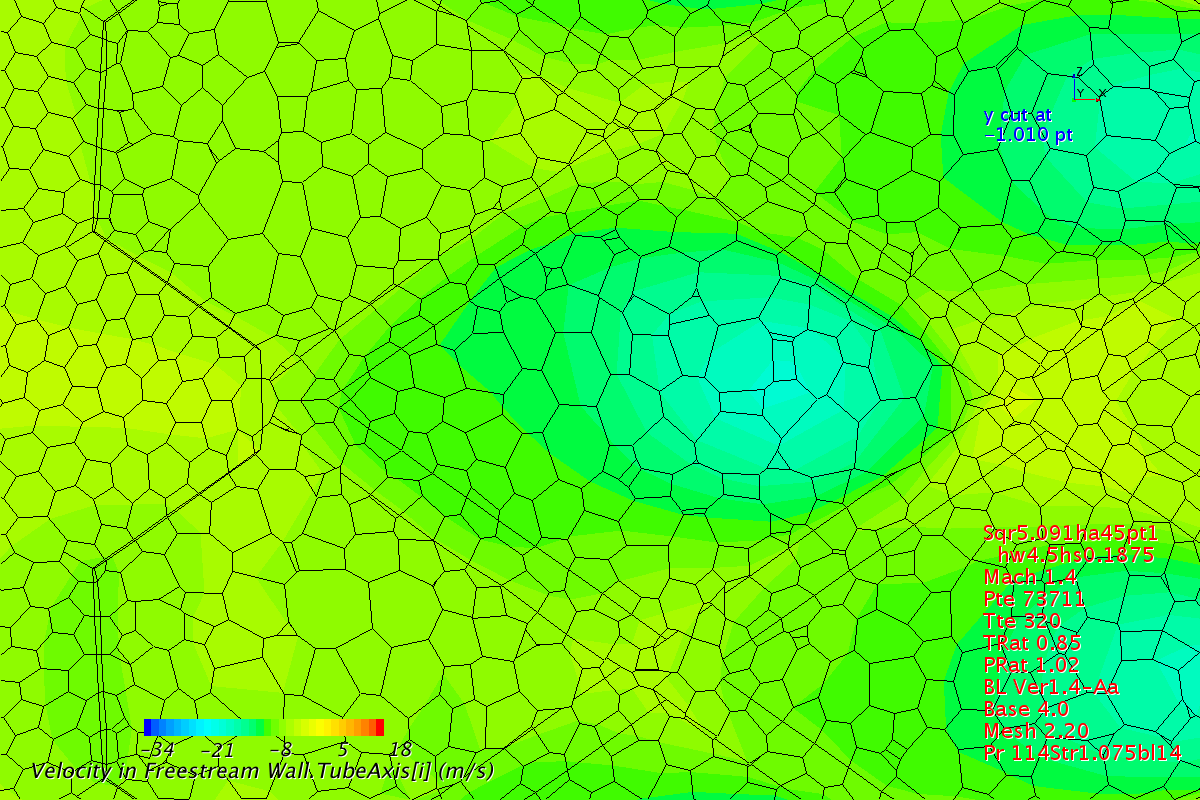 Z
Y X
y cut at
-1.010 pt
Sqr5.091ha45pt1
hw4.5hs0.1875
Mach 1.4
Pte 73711
Tte 320
TRat 0.85
PRat 1.02
BL Ver1.4-Aa
Base 4.0
Mesh 2.20
Pr 114Str1.075bl14
-34 -21 -8 5 18
Velocity in Freestream Wall.TubeAxis[i] (m/s)